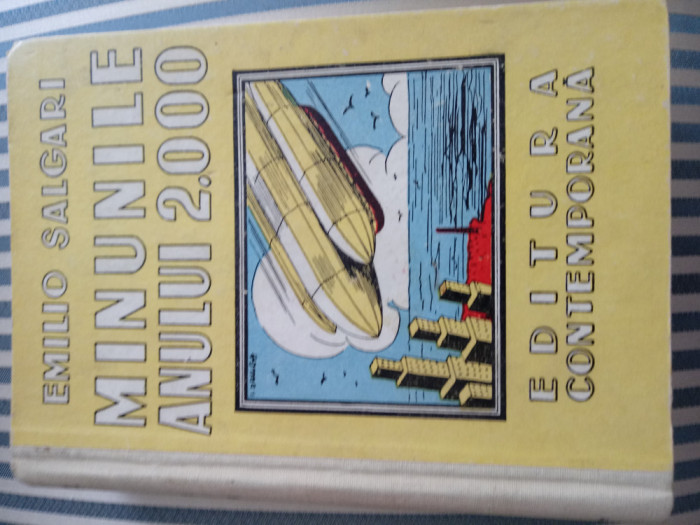 EMILIO SALGARI
MINUNILE
ANULUI 2.000
EDITURA
CONTEMPORANĂ